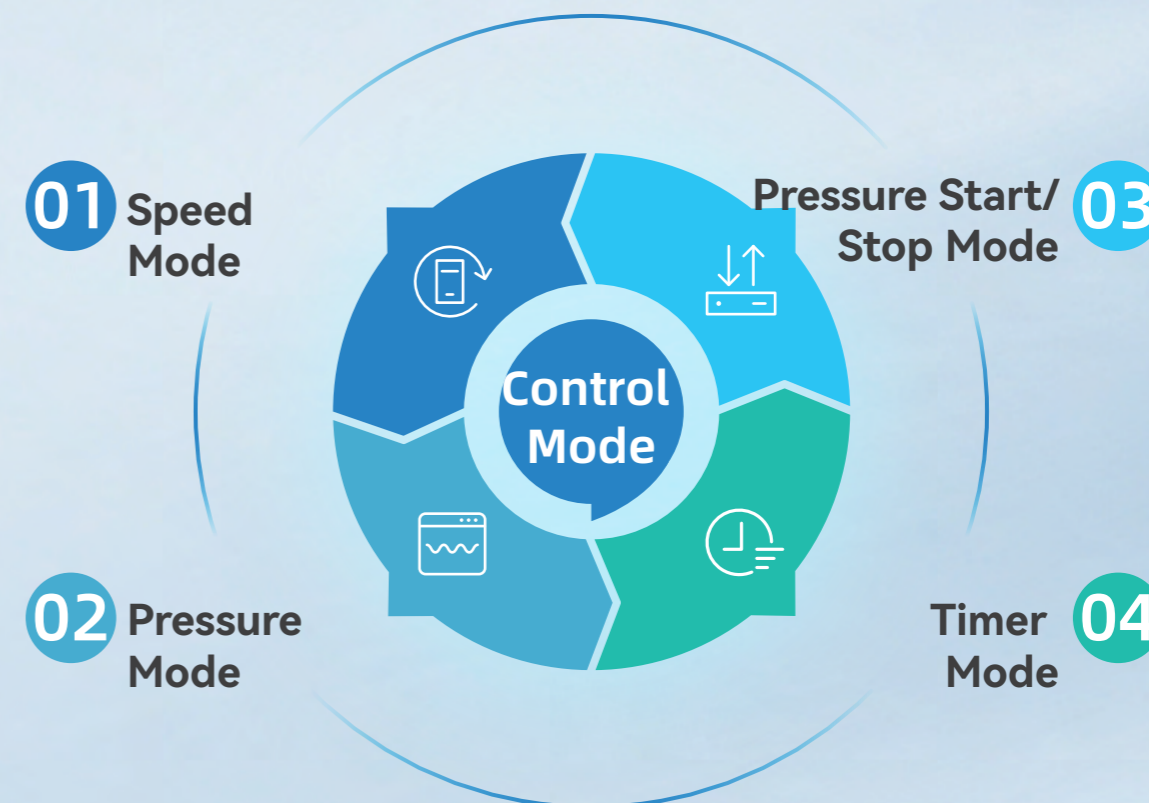 01
Speed
Mode
02
Pressure
Mode
Pressure Start/
Stop Mode
03
Timer
Mode
04
Control
Mode